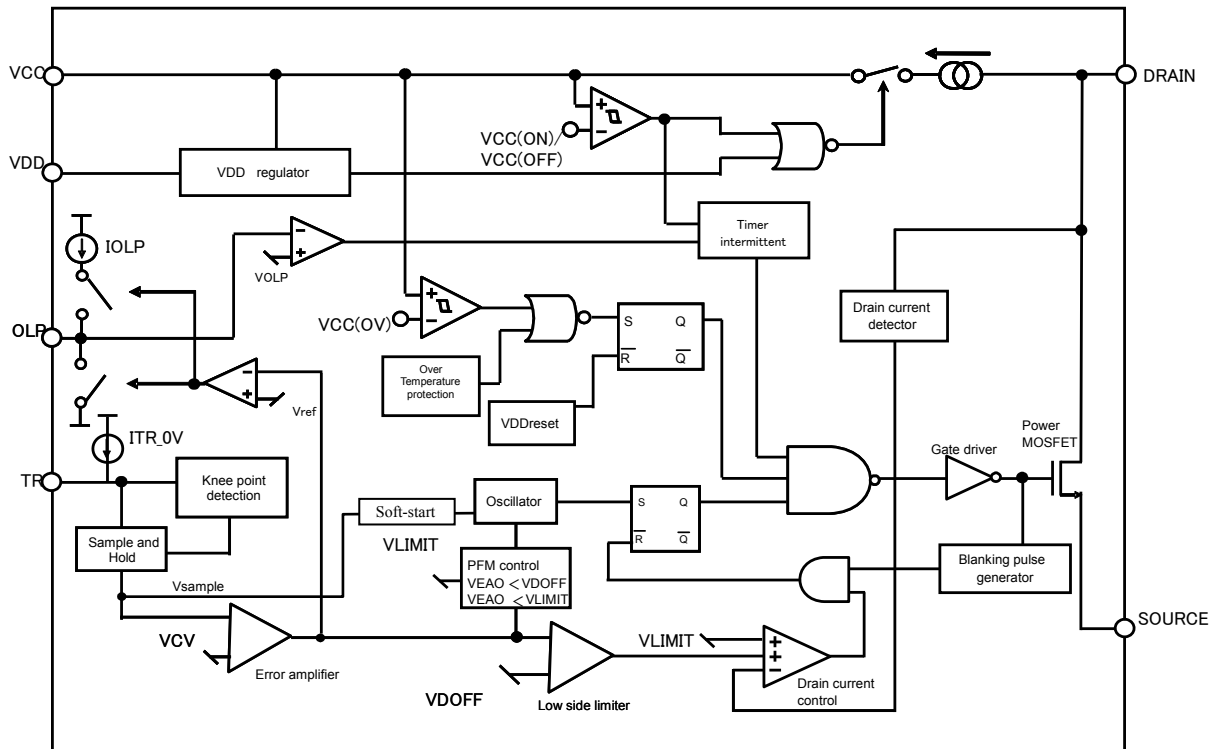 VCC
DRAIN
VCC(ON)/
VCC(OFF)
VDD
VDD regulator
Timer
intermittent
IOLP
VOLP
OLP
VCC(OV)
S
Q
R
Q
Drain current
detector
Over
Temperature
protection
VDDreset
Vref
ITR_0V
TR
Knee point
detection
Power
MOSFET
Gate driver
Soft-start
Oscillator
S
Q
R
Q
VLIMIT
Sample and
Hold
PFM control
VEAO <VDOFF
VEAO <VLIMIT
Blanking pulse
generator
Vsample
SOURCE
VCV
VLIMIT
Error amplifier
VDOFF
Low side limiter
Drain current
control